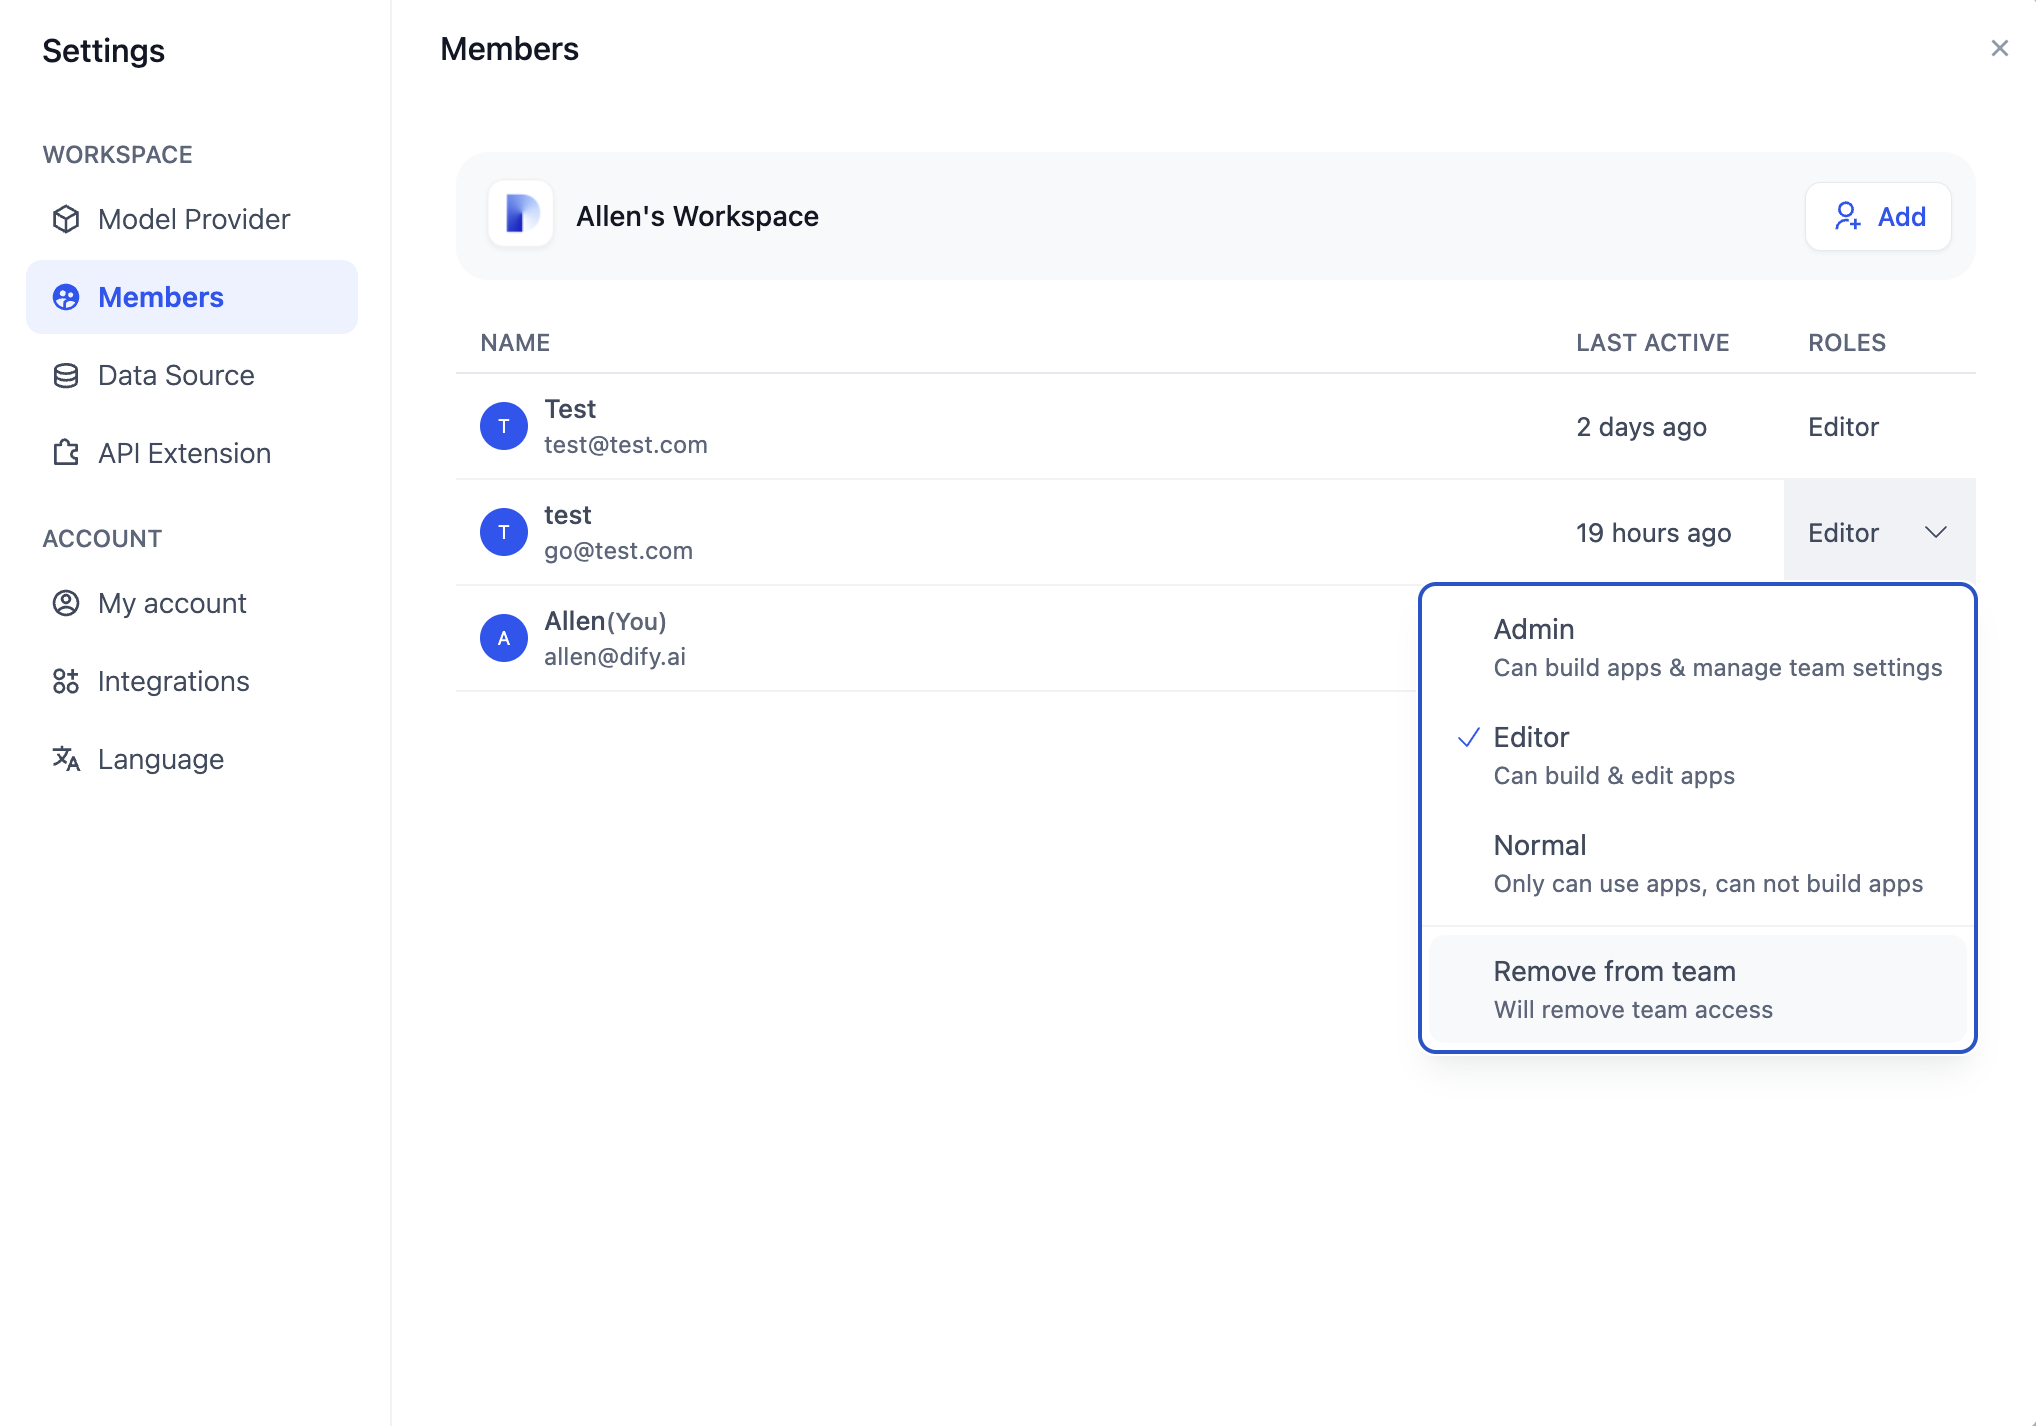 Settings
WORKSPACE
Model Provider
Members
Data Source
API Extension
ACCOUNT
My account
Integrations
Language
Members
Allen's Workspace
Add
NAME LAST ACTIVE ROLES
T
Test
test@test.com
2 days ago
Editor
T
test
go@test.com
19 hours ago
Editor
A
Allen(You)
allen@dify.ai
Admin
Can build apps & manage team settings
Editor
Can build & edit apps
Normal
Only can use apps, can not build apps
Remove from team
Will remove team access